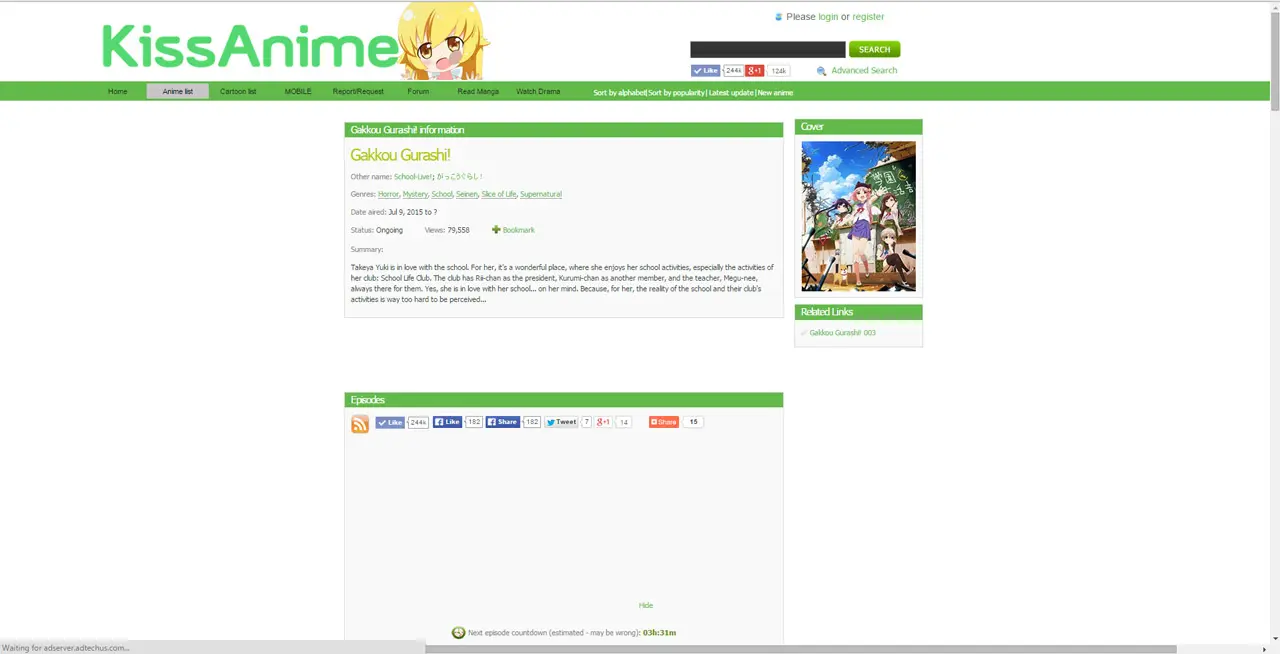 KissAnime
Please login or register
SEARCH
Like 244k g+1 124k
Advanced Search
Home Anime list Cartoon list MOBILE Report/Request Forum Read Manga Watch Drama Sort by alphabet| Sort by popularity | Latest update | New anime
Gakkou Gurashi! information
Gakkou Gurashi!
Other name: School-Live!; がっこうぐらし!
Genres: Horror, Mystery, School, Seinen, Slice of Life, Supernatural
Date aired: Jul 9, 2015 to ?
Status: Ongoing Views: 79,558 Bookmark
Summary:
Takeya Yuki is in love with the school. For her, it's a wonderful place, where she enjoys her school activities, especially the activities of
her club: School Life Club. The club has Rii-chan as the president, Kurumi-chan as another member, and the teacher, Megu-nee,
always there for them. Yes, she is in love with her school... on her mind. Because, for her, the reality of the school and their club's
activities is way too hard to be perceived...
Cover
Related Links
Gakkou Gurashi! 003
Episodes
Like 244k Like 182 Share 182 Tweet 7 g+1 14 Share 15
Hide
Next episode countdown (estimated - may be wrong): 03h:31m
Waiting for adserver.adtechus.com...